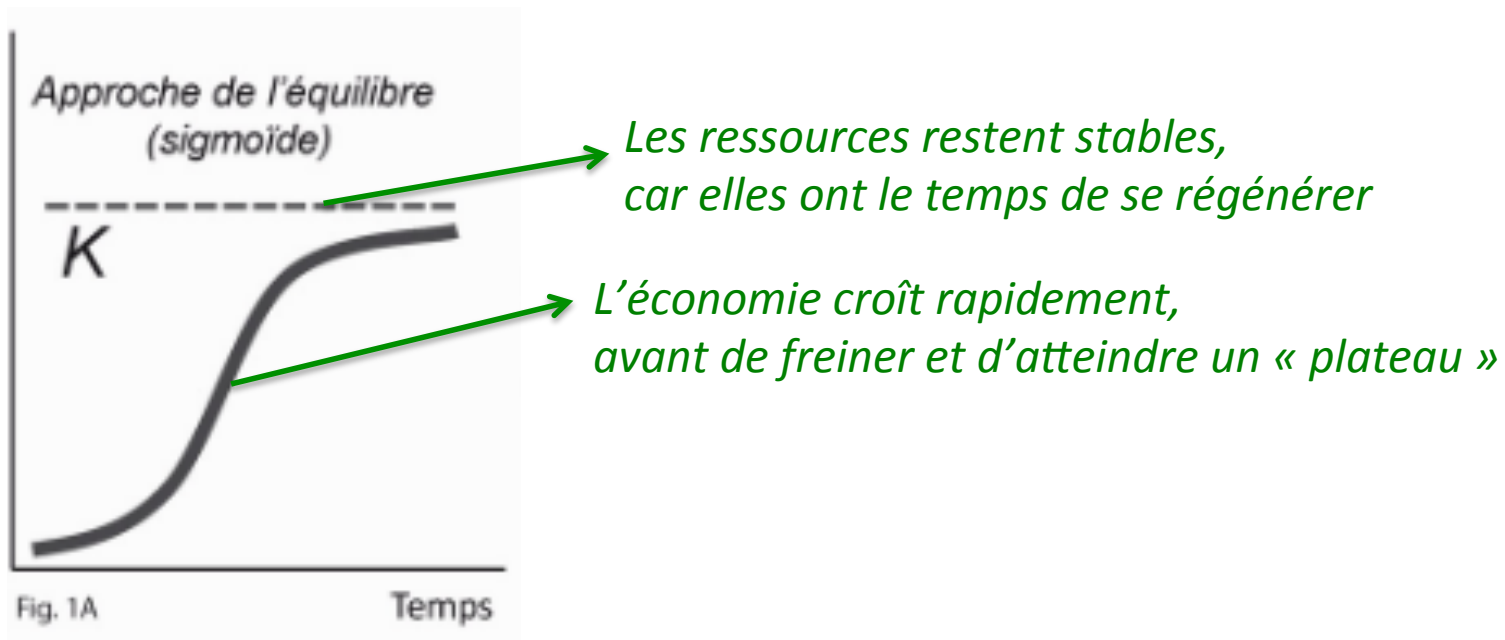 Approche de l'équilibre
(sigmoïde)
K
Fig. 1A
Temps
Les ressources restent stables,
car elles ont le temps de se régénérer
L’économie croît rapidement,
avant de freiner et d’atteindre un « plateau »